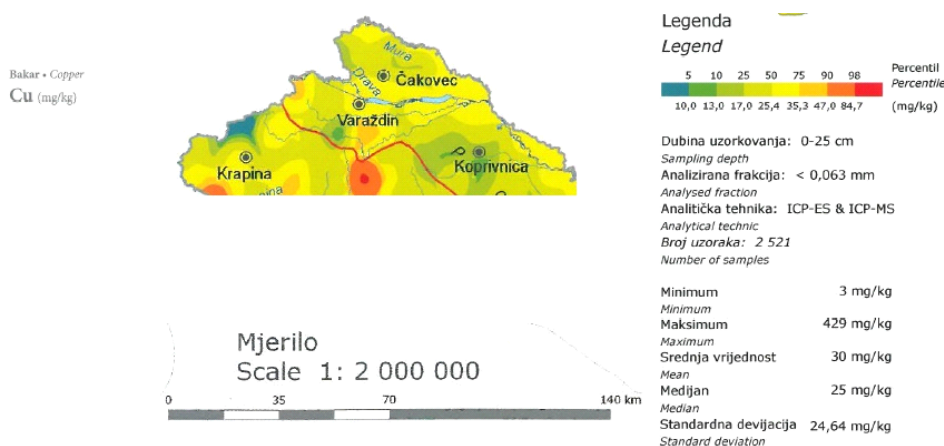 Bakar • Copper
Cu (mg/kg)
Mura
Čakovec
Drava
Varaždin
Krapina
Koprivnica
Legenda
Legend
5 10 25 50 75 90 98
Percentil
Percentile
10,0 13,0 17,0 25,4 35,3 47,0 84,7
(mg/kg)
Dubina uzorkovanja: 0-25 cm
Sampling depth
Analizirana frakcija: < 0,063 mm
Analysed fraction
Analitička tehnika: ICP-ES & ICP-MS
Analytical technic
Broj uzoraka: 2 521
Number of samples
Minimum 3 mg/kg
Minimum
Maksimum 429 mg/kg
Maximum
Srednja vrijednost 30 mg/kg
Mean
Medijan 25 mg/kg
Median
Standardna devijacija 24,64 mg/kg
Standard deviation
Mjerilo
Scale 1: 2 000 000
0 35 70 140 km